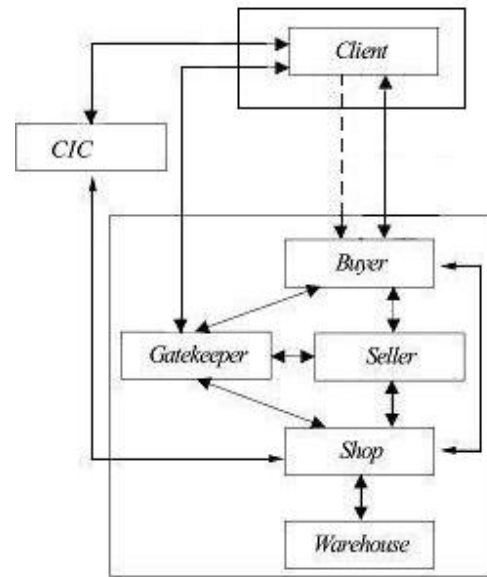 Client
CIC
Buyer
Gatekeeper
Seller
Shop
Warehouse